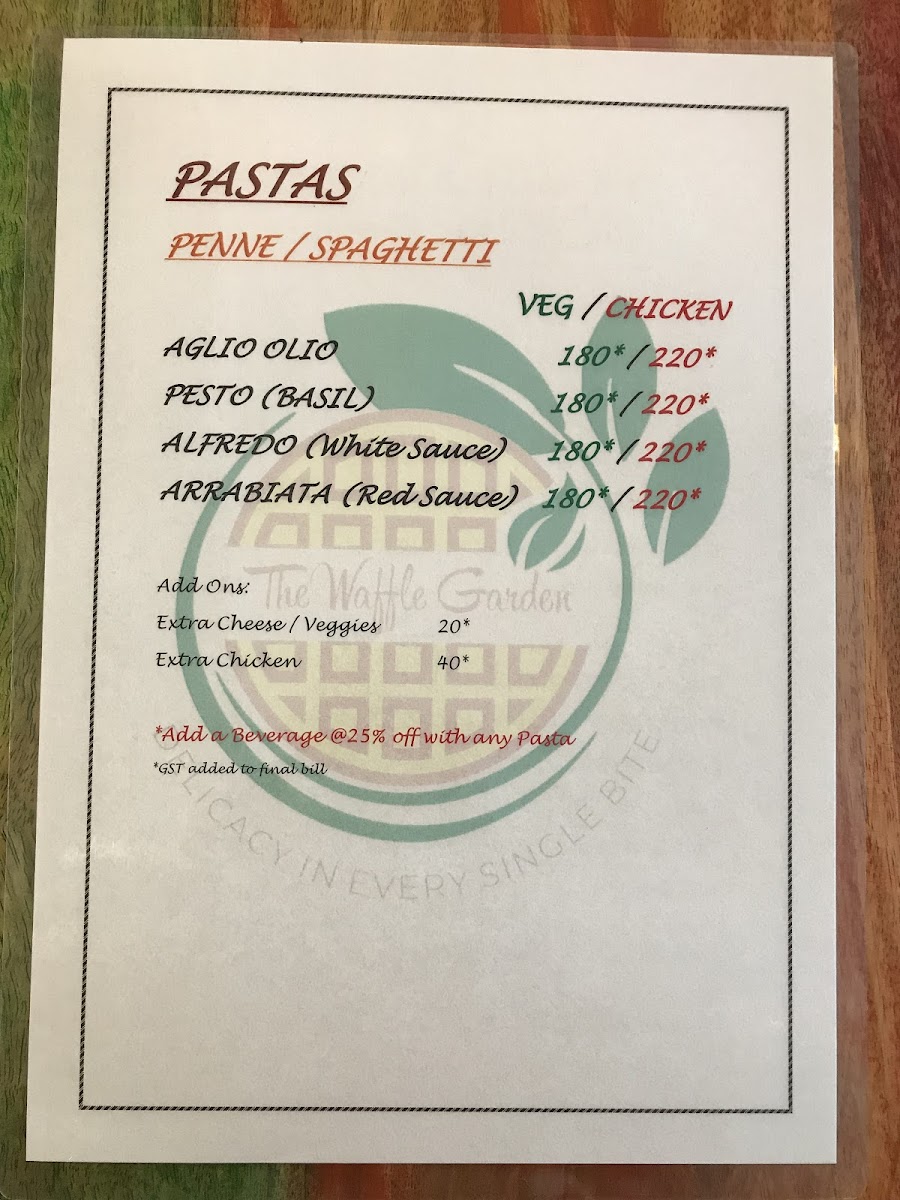 PASTAS
PENNE / SPAGHETTI
VEG / CHICKEN
AGLIO OLIO 180* / 220*
PESTO (BASIL) 180* / 220*
ALFREDO (White Sauce) 180* / 220*
ARRABIATA (Red Sauce) 180* / 220*
Add Ons:
The Waffle Garden
Extra Cheese / Veggies 20*
Extra Chicken 40*
*Add a Beverage @25% off with any Pasta
*GST added to final bill
DELICACY IN EVERY SINGLE BITE